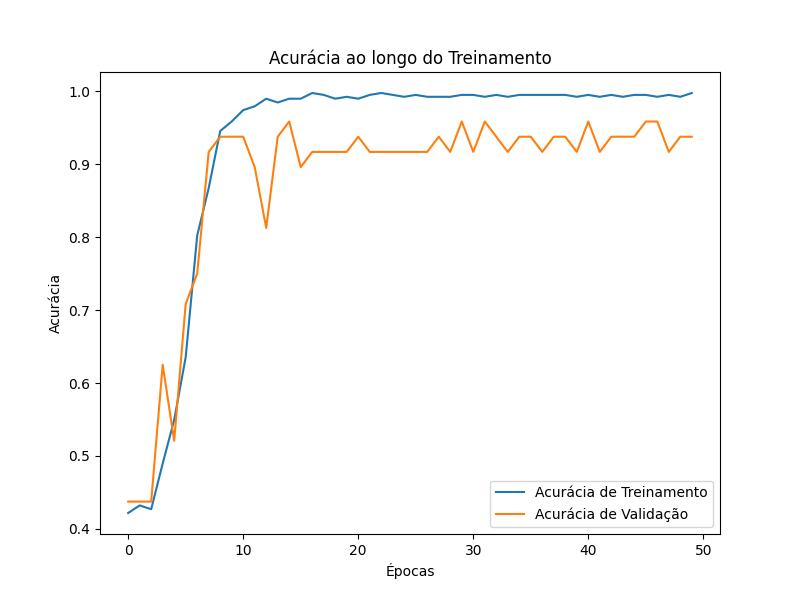 Acurácia ao longo do Treinamento
1.0
0.9
0.8
0.7
0.6
0.5
0.4
Acurácia
0 10 20 30 40 50
Épocas
Acurácia de Treinamento
Acurácia de Validação